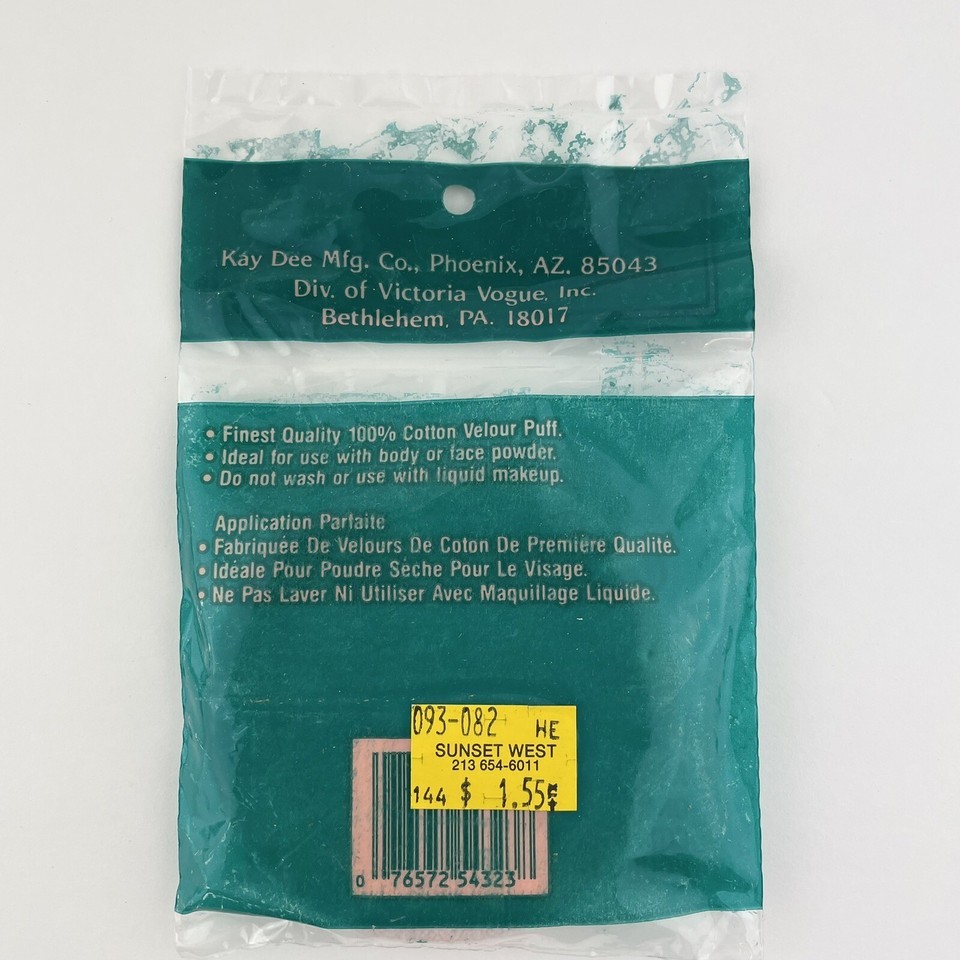 Kay Dee Mfg. Co., Phoenix, AZ. 85043
Div. of Victoria Vogue, Inc.
Bethlehem, PA. 18017
• Finest Quality 100% Cotton Velour Puff.
• Ideal for use with body or face powder.
• Do not wash or use with liquid makeup.
Application Parfaite
• Fabriquée De Velours De Coton De Première Qualité.
• Idéale Pour Poudre Sèche Pour Le Visage.
• Ne Pas Laver Ni Utiliser Avec Maquillage Liquide.
093-082 HE
SUNSET WEST
213 654-6011
144 $ 1.55
0 76572 54323